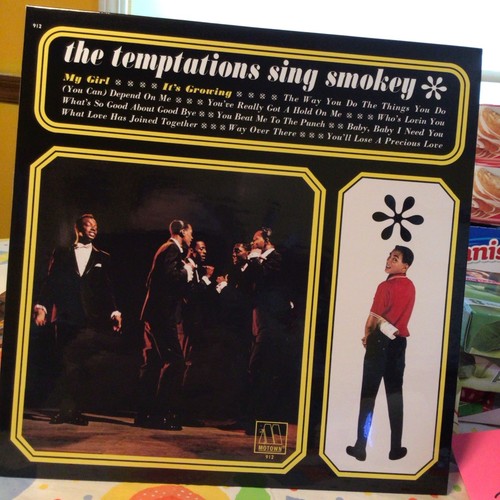 912
the temptations sing smokey
My Girl It's Growing The Way You Do The Things You Do
(You Can) Depend On Me You've Really Got A Hold On Me Who's Lovin You
What's So Good About Good Bye You Beat Me To The Punch Baby, Baby I Need You
What Love Has Joined Together Way Over There You'll Lose A Precious Love
M
MOTOWN
912
anis